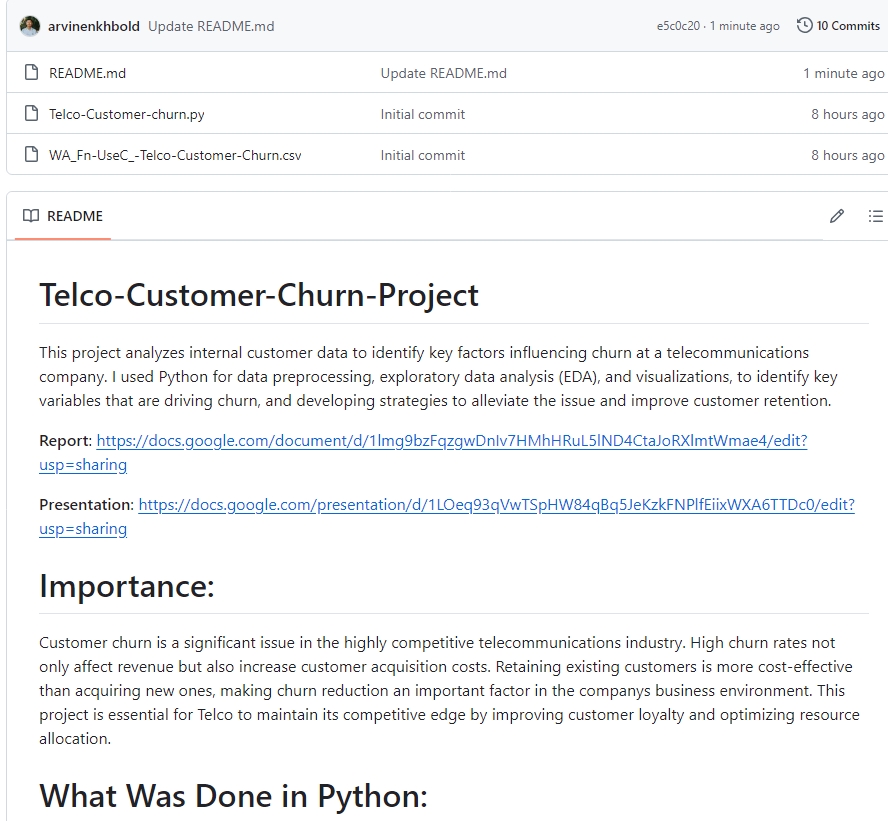 arvinenkhbold Update README.md e5c0c20 · 1 minute ago 10 Commits
README.md Update README.md 1 minute ago
Telco-Customer-churn.py Initial commit 8 hours ago
WA_Fn-UseC_-Telco-Customer-Churn.csv Initial commit 8 hours ago
README
Telco-Customer-Churn-Project
This project analyzes internal customer data to identify key factors influencing churn at a telecommunications
company. I used Python for data preprocessing, exploratory data analysis (EDA), and visualizations, to identify key
variables that are driving churn, and developing strategies to alleviate the issue and improve customer retention.
Report: https://docs.google.com/document/d/1lmg9bzFqzgwDnIv7HMhHRuL5lND4CtaJoRXlmtWmae4/edit?
usp=sharing
Presentation: https://docs.google.com/presentation/d/1LOeq93qVwTSpHW84qBq5JeKzkFNPlfEiixWXA6TTDc0/edit?
usp=sharing
Importance:
Customer churn is a significant issue in the highly competitive telecommunications industry. High churn rates not
only affect revenue but also increase customer acquisition costs. Retaining existing customers is more cost-effective
than acquiring new ones, making churn reduction an important factor in the companys business environment. This
project is essential for Telco to maintain its competitive edge by improving customer loyalty and optimizing resource
allocation.
What Was Done in Python: